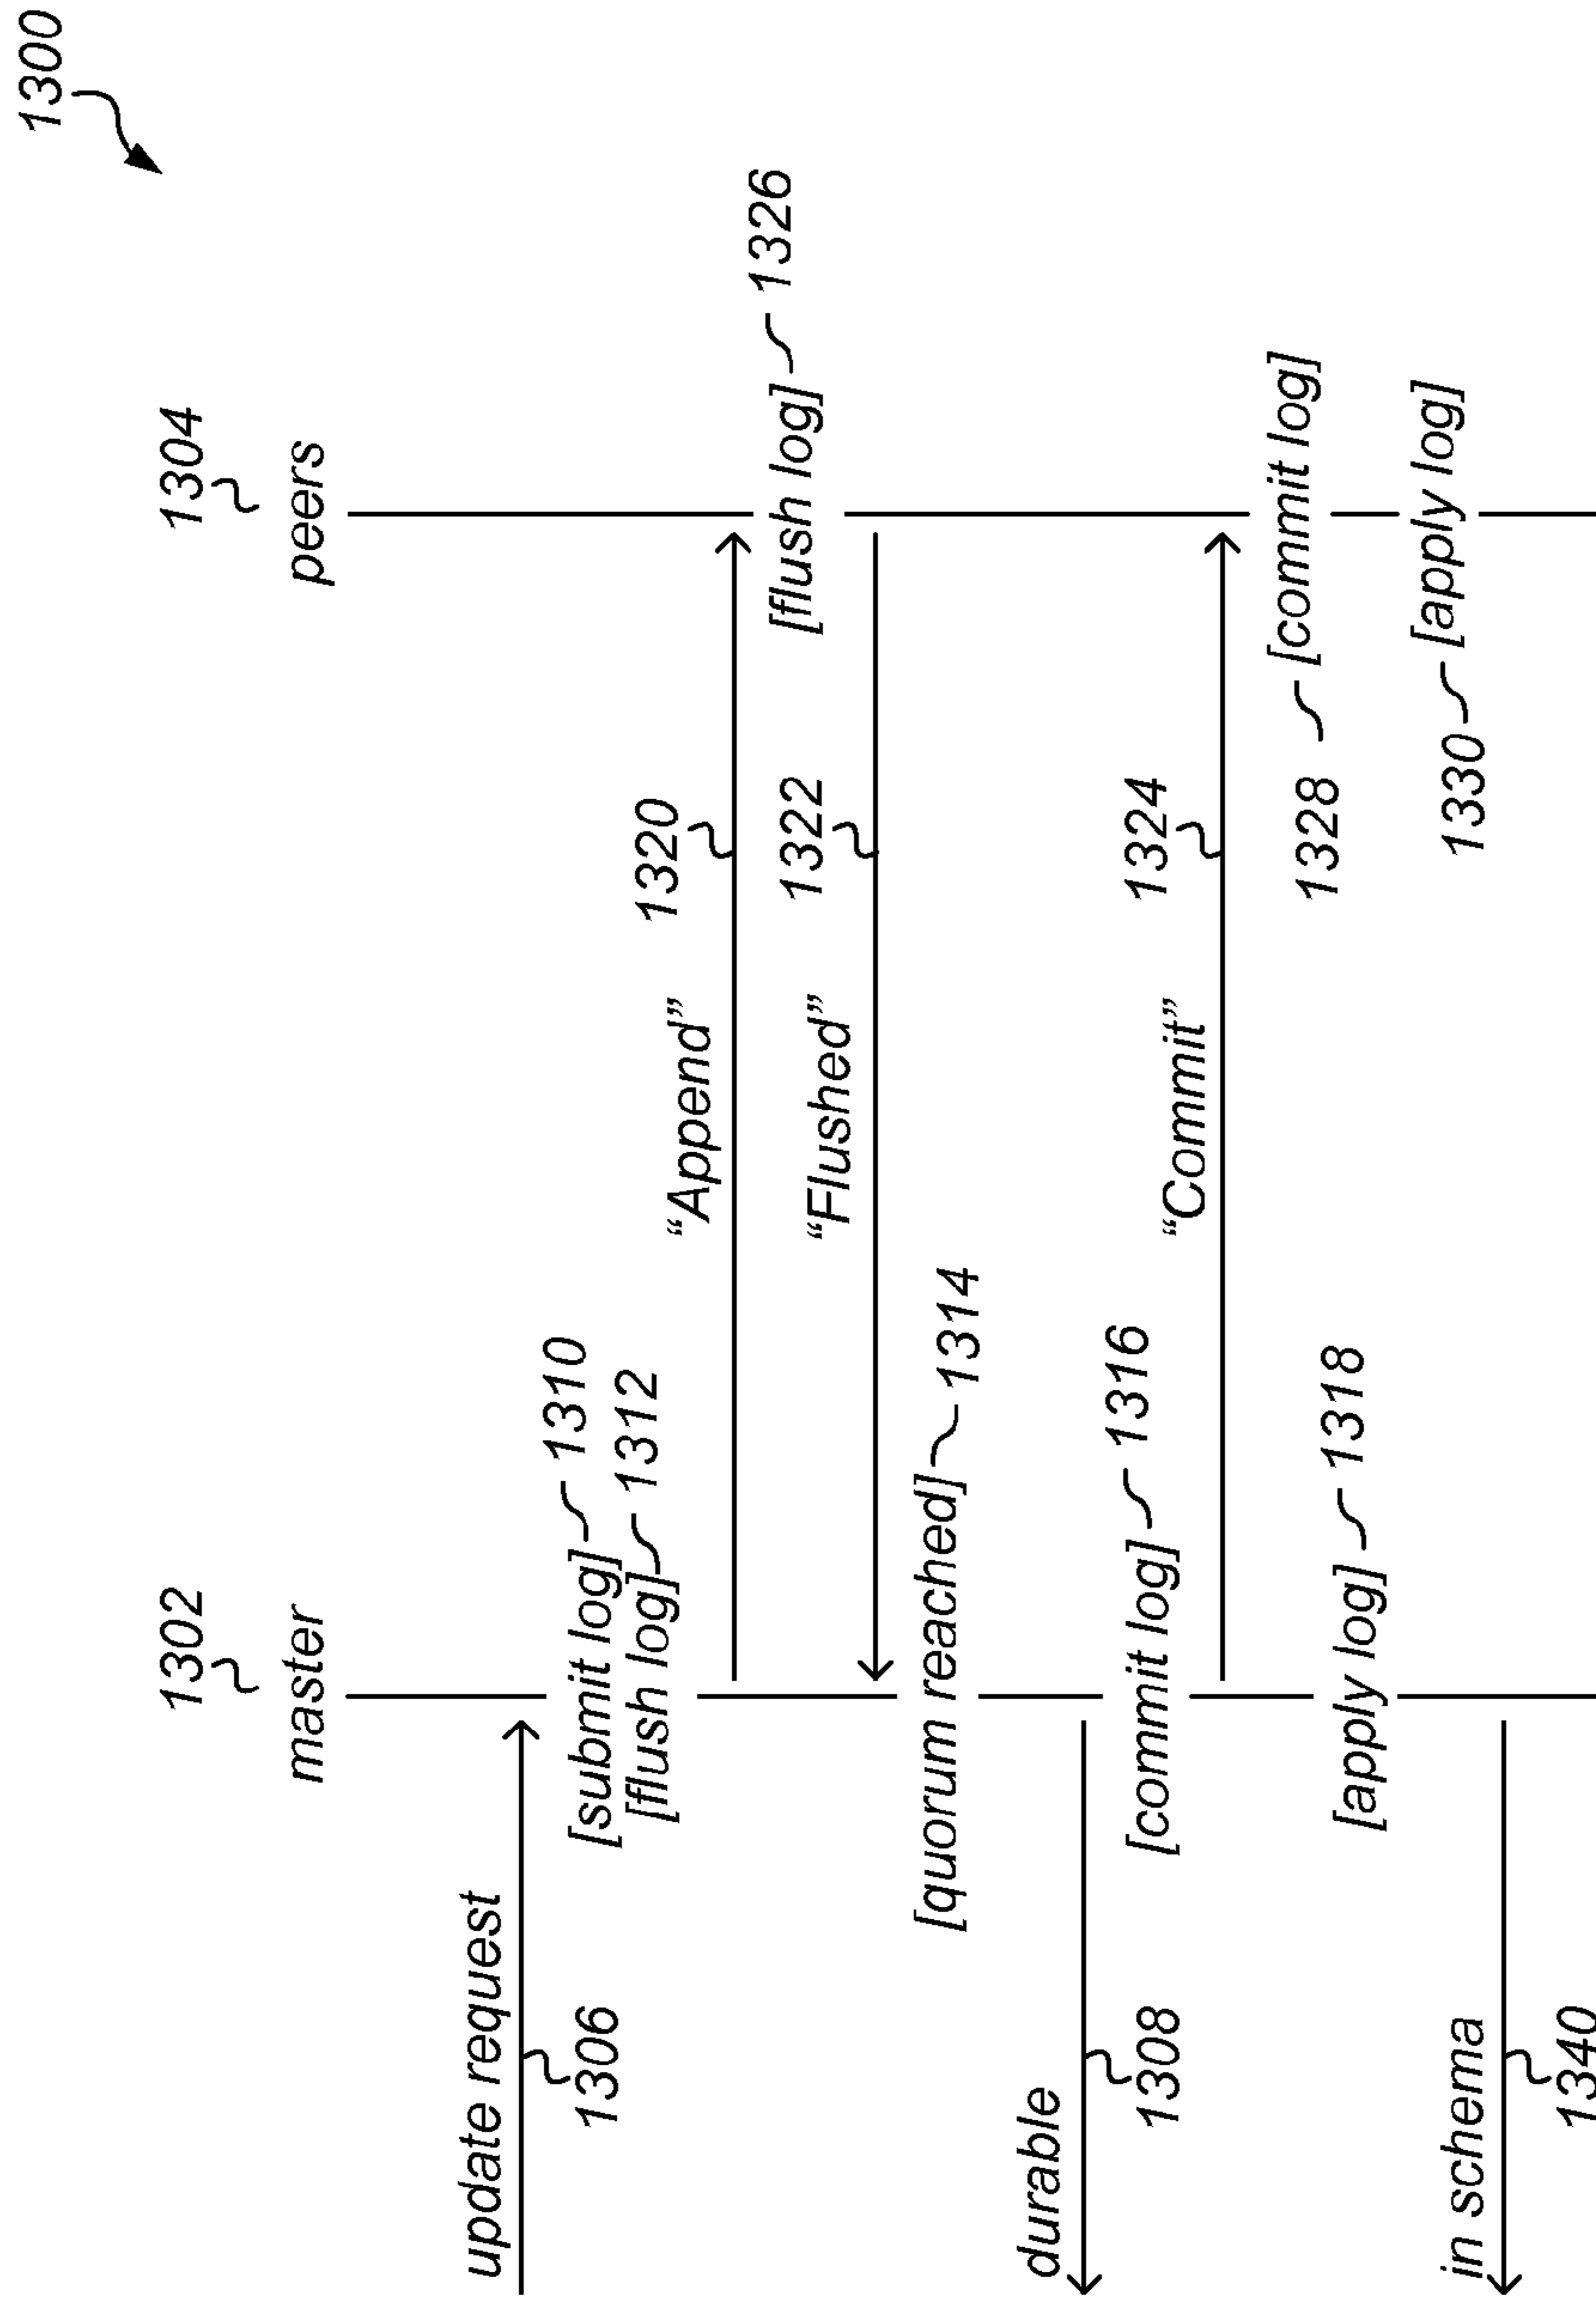 1300
1302
1304
master
peers
update request
1306
[submit log] 1310
[flush log] 1312
1320
"Append"
[flush log] 1326
1322
"Flushed"
[quorum reached] 1314
durable
1308
[commit log] 1316
1324
"Commit"
1328 [commit log]
[apply log] 1318
1330 [apply log]
in schema
1340